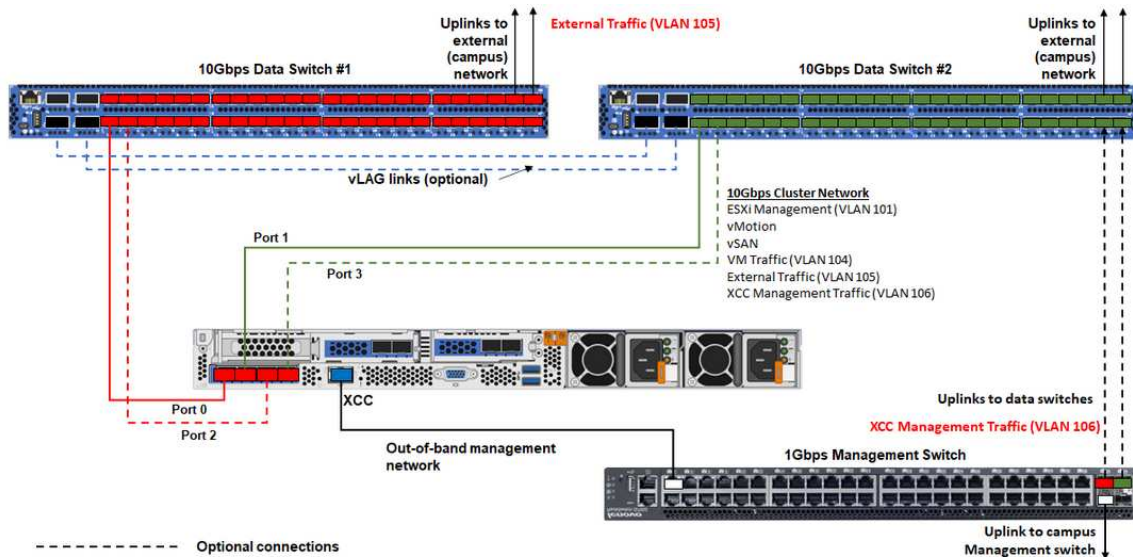 Uplinks to
external
(campus)
network
External Traffic (VLAN 105)
Uplinks to
external
(campus)
network
10Gbps Data Switch #1
10Gbps Data Switch #2
vLAG links (optional)
10Gbps Cluster Network
ESXi Management (VLAN 101)
vMotion
vSAN
VM Traffic (VLAN 104)
External Traffic (VLAN 105)
XCC Management Traffic (VLAN 106)
Port 1
Port 3
Port 0
Port 2
XCC
Out-of-band management
network
Uplinks to data switches
XCC Management Traffic (VLAN 106)
1Gbps Management Switch
Uplink to campus
Management switch
Optional connections